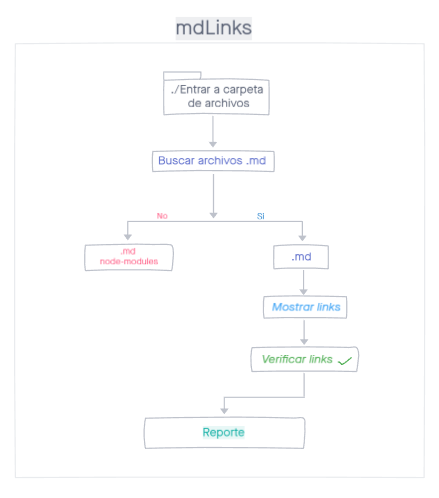 mdLinks
./Entrar a carpeta
de archivos
Buscar archivos .md
No
Si
.md
node-modules
.md
Mostrar links
Verificar links
Reporte